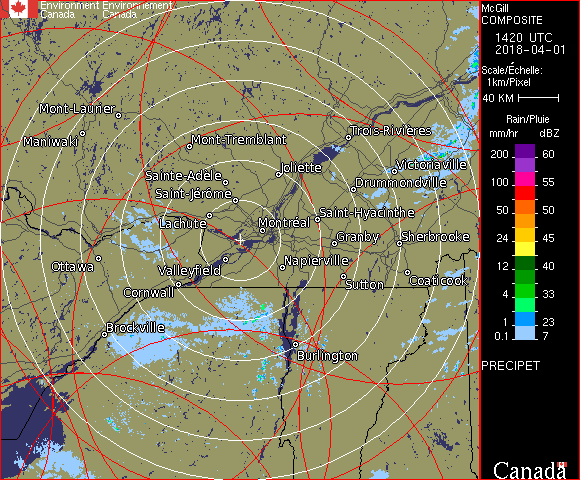 Environment Environnement
Canada Canada
McGill
COMPOSITE
1420 UTC
2018-04-01
Scale/Échelle:
1km/Pixel
40 KM
Rain/Pluie
mm/hr dBZ
200 60
100 55
50 50
24 45
12 40
4 33
1 23
0.1 7
PRECIPET
Canada
Mont-Laurier
Maniwaki
Mont-Tremblant
Trois-Rivières
Victoriaville
Sainte-Adèle
Joliette
Drummondville
Saint-Jérôme
Lachute
Montréal
Saint-Hyacinthe
Granby
Sherbrooke
Ottawa
Valleyfield
Napierville
Sutton
Coaticook
Cornwall
Brockville
Burlington